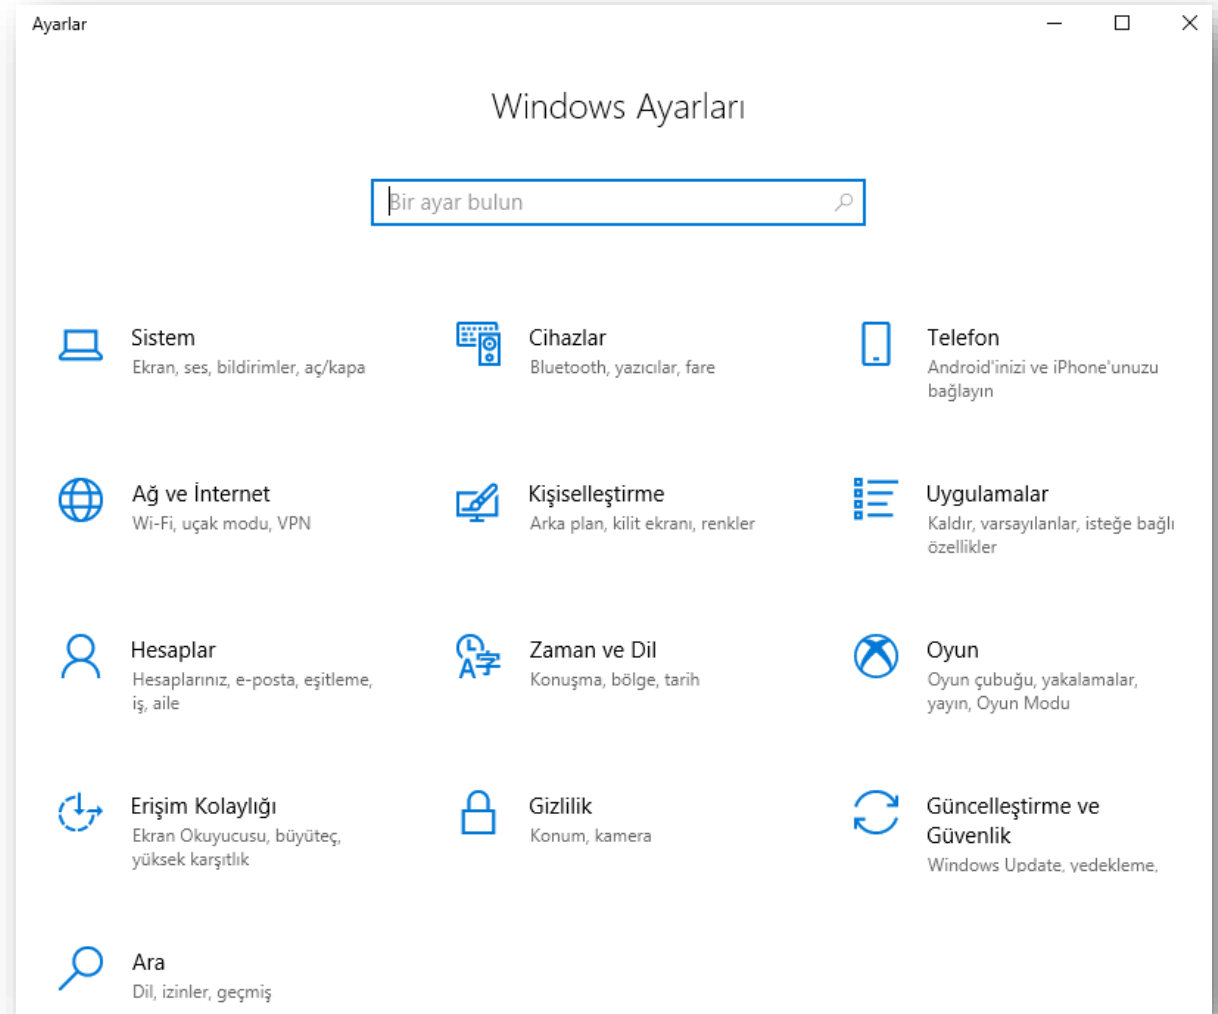 Ayarlar
Windows Ayarları
Bir ayar bulun
Sistem
Ekran, ses, bildirimler, aç/kapa
Cihazlar
Bluetooth, yazıcılar, fare
Telefon
Android'inizi ve iPhone'unuzu
bağlayın
Ağ ve İnternet
Wi-Fi, uçak modu, VPN
Kişiselleştirme
Arka plan, kilit ekranı, renkler
Uygulamalar
Kaldır, varsayılanlar, isteğe bağlı
özellikler
Hesaplar
Hesaplarınız, e-posta, eşitleme,
iş, aile
Zaman ve Dil
Konuşma, bölge, tarih
Oyun
Oyun çubuğu, yakalamalar,
yayın, Oyun Modu
Erişim Kolaylığı
Ekran Okuyucusu, büyüteç,
yüksek karşıtlık
Gizlilik
Konum, kamera
Güncelleştirme ve
Güvenlik
Windows Update, yedekleme,
Ara
Dil, izinler, geçmiş